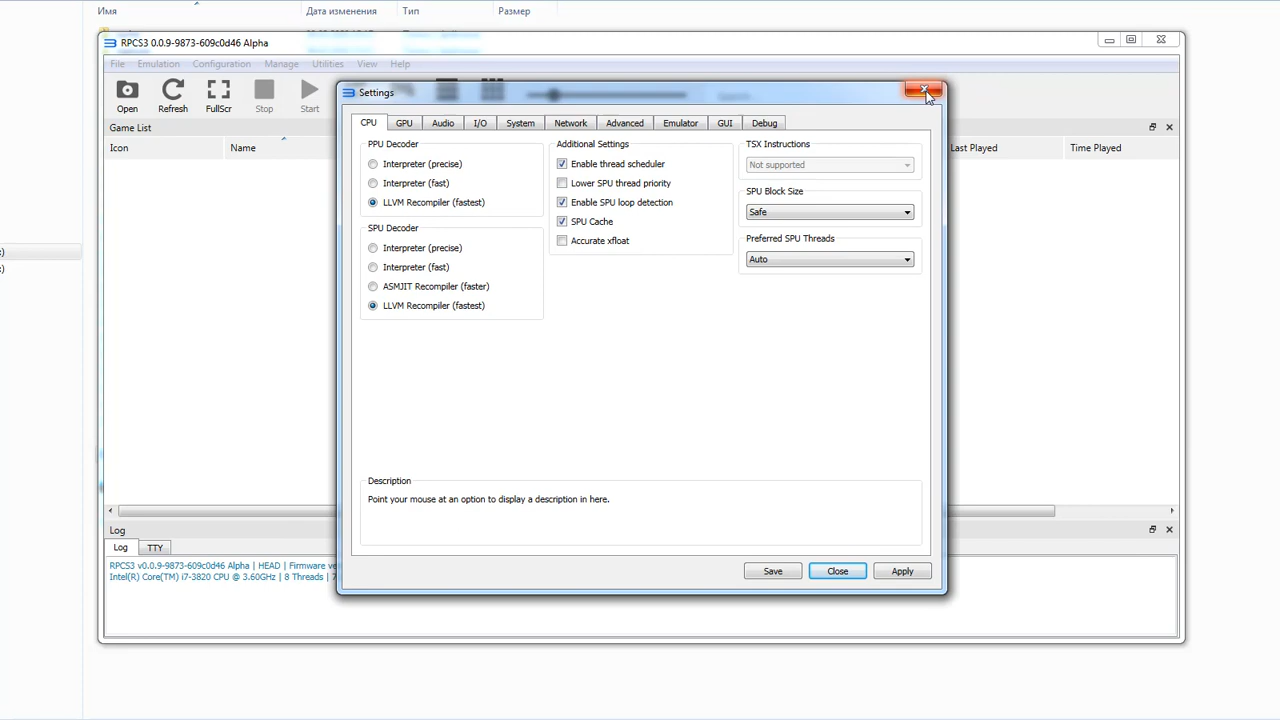 Имя Дата изменения Тип Размер
RPCS3 0.0.9-9873-609c0d46 Alpha
File Emulation Configuration Manage Utilities View Help
Open Refresh FullScr Stop Start
Game List
Icon Name Last Played Time Played
Settings
CPU GPU Audio I/O System Network Advanced Emulator GUI Debug
PPU Decoder
Interpreter (precise)
Interpreter (fast)
LLVM Recompiler (fastest)
SPU Decoder
Interpreter (precise)
Interpreter (fast)
ASMJIT Recompiler (faster)
LLVM Recompiler (fastest)
Additional Settings
Enable thread scheduler
Lower SPU thread priority
Enable SPU loop detection
SPU Cache
Accurate xfloat
TSX Instructions
Not supported
SPU Block Size
Safe
Preferred SPU Threads
Auto
Description
Point your mouse at an option to display a description in here.
Save Close Apply
Log
Log TTY
RPCS3 v0.0.9-9873-609c0d46 Alpha | HEAD | Firmware
Intel(R) Core(TM) i7-3820 CPU @ 3.60GHz | 8 Threads |